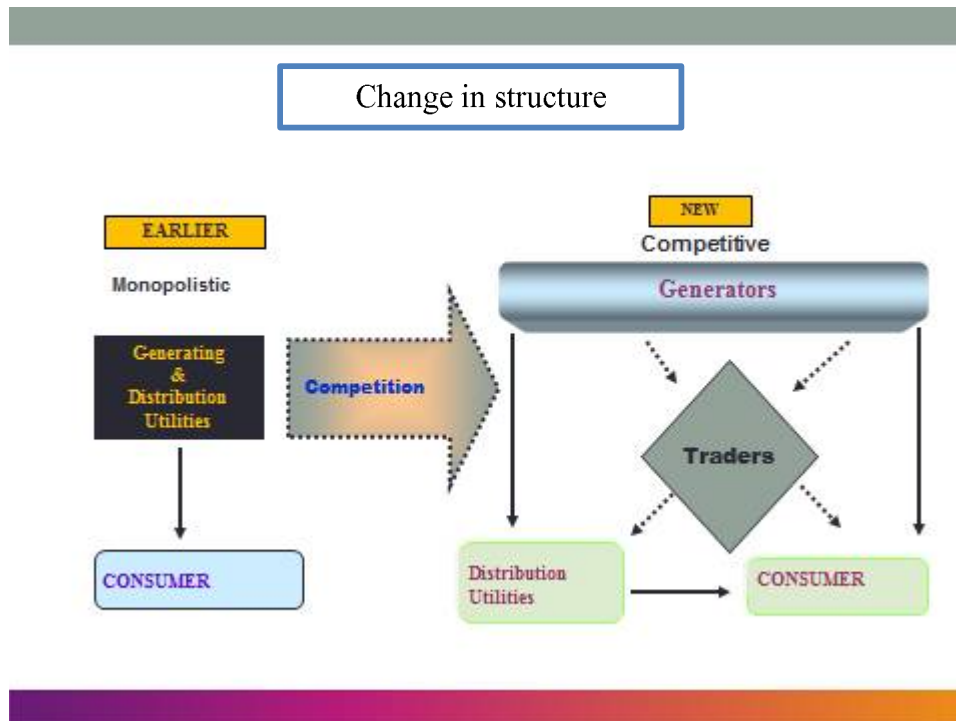 Change in structure
EARLIER
Monopolistic
Generating
&
Distribution
Utilities
CONSUMER
Competition
NEW
Competitive
Generators
Traders
Distribution
Utilities
CONSUMER